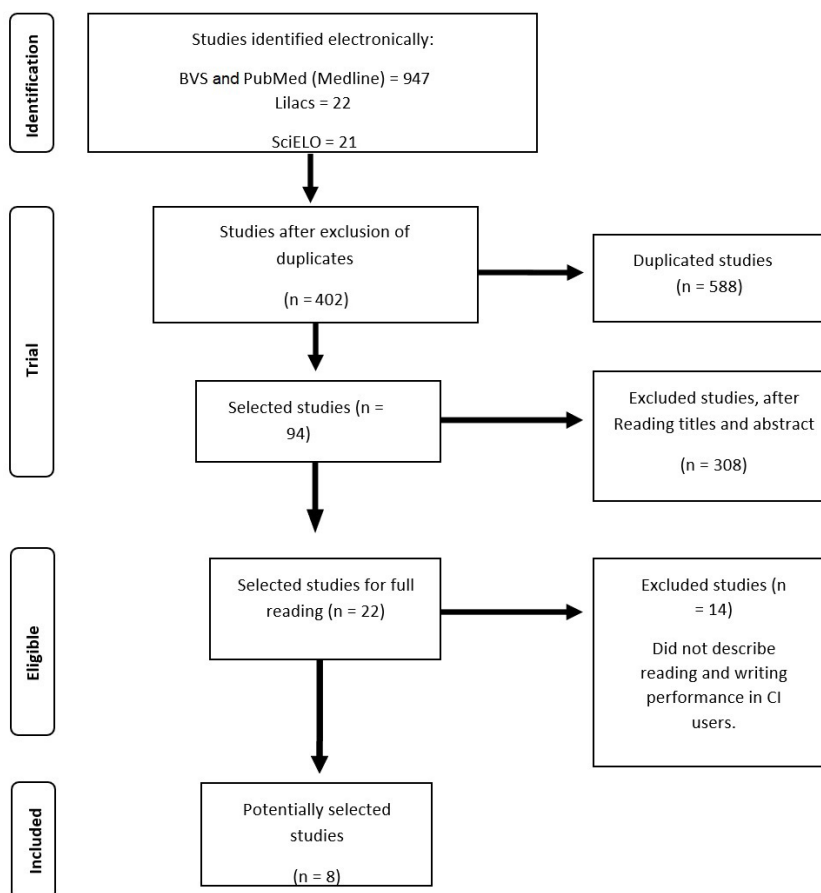 Identification
Studies identified electronically:
BVS and PubMed (Medline) = 947
Lilacs = 22
SciELO = 21
Trial
Studies after exclusion of
duplicates
(n = 402)
Duplicated studies
(n = 588)
Selected studies (n =
94)
Excluded studies, after
Reading titles and abstract
(n = 308)
Eligible
Selected studies for full
reading (n = 22)
Excluded studies (n
= 14)
Did not describe
reading and writing
performance in CI
users.
Included
Potentially selected
studies
(n = 8)